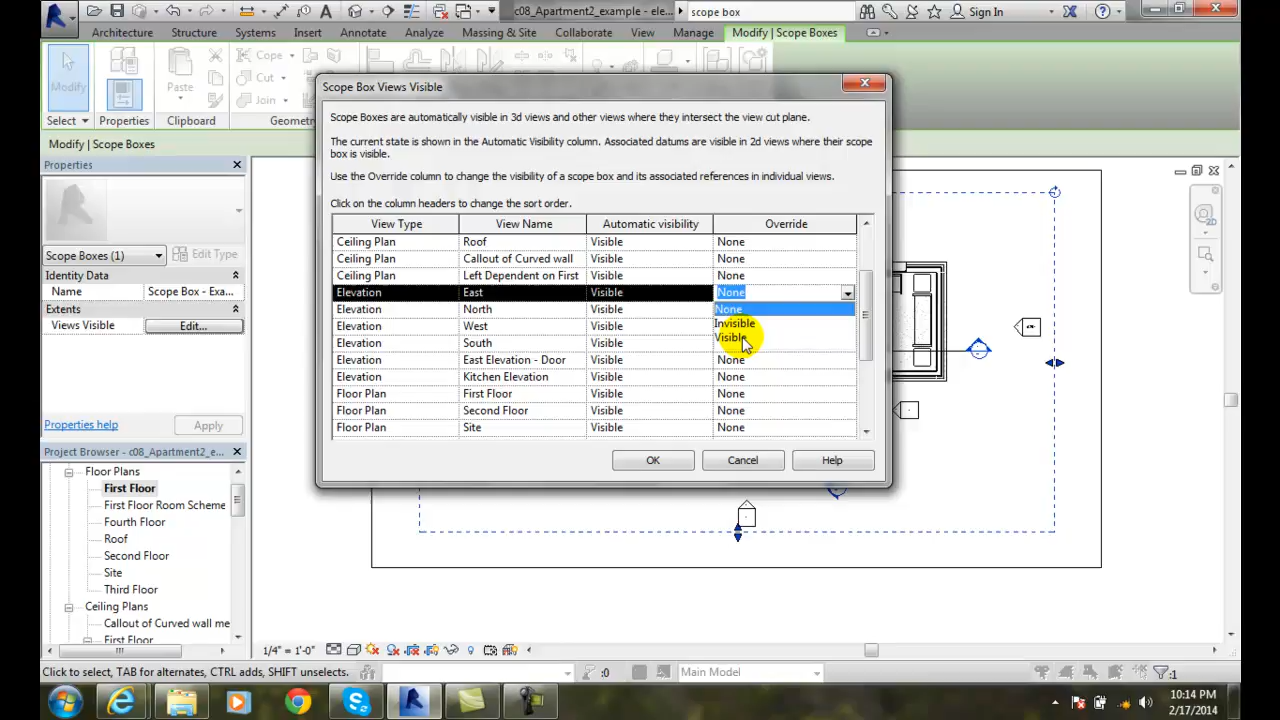 c08_Apartment2_example - ele...
scope box
Sign In
Architecture
Structure
Systems
Insert
Annotate
Analyze
Massing & Site
Collaborate
View
Manage
Modify | Scope Boxes
Modify
Properties
Paste
Cope
Cut
Join
Select
Properties
Clipboard
Geometr
Modify | Scope Boxes
Properties
Scope Boxes (1)
Edit Type
Identity Data
Name
Scope Box - Exa...
Extents
Views Visible
Edit...
Properties help
Apply
Project Browser - c08_Apartment2_e...
Floor Plans
First Floor
First Floor Room Scheme
Fourth Floor
Roof
Second Floor
Site
Third Floor
Ceiling Plans
Callout of Curved wall me
First Floor
Scope Box Views Visible
Scope Boxes are automatically visible in 3d views and other views where they intersect the view cut plane.
The current state is shown in the Automatic Visibility column. Associated datums are visible in 2d views where their scope
box is visible.
Use the Override column to change the visibility of a scope box and its associated references in individual views.
Click on the column headers to change the sort order.
View Type View Name Automatic visibility Override
Ceiling Plan Roof Visible None
Ceiling Plan Callout of Curved wall Visible None
Ceiling Plan Left Dependent on First Visible None
Elevation East Visible None
Elevation North Visible None
Invisible
Elevation West Visible
Visible
Elevation South Visible
Elevation East Elevation - Door Visible None
Elevation Kitchen Elevation Visible None
Floor Plan First Floor Visible None
Floor Plan Second Floor Visible None
Floor Plan Site Visible None
OK
Cancel
Help
1/4" = 1'-0"
Click to select, TAB for alternates, CTRL adds, SHIFT unselects.
:0
Main Model
:1
10:14 PM
2/17/2014